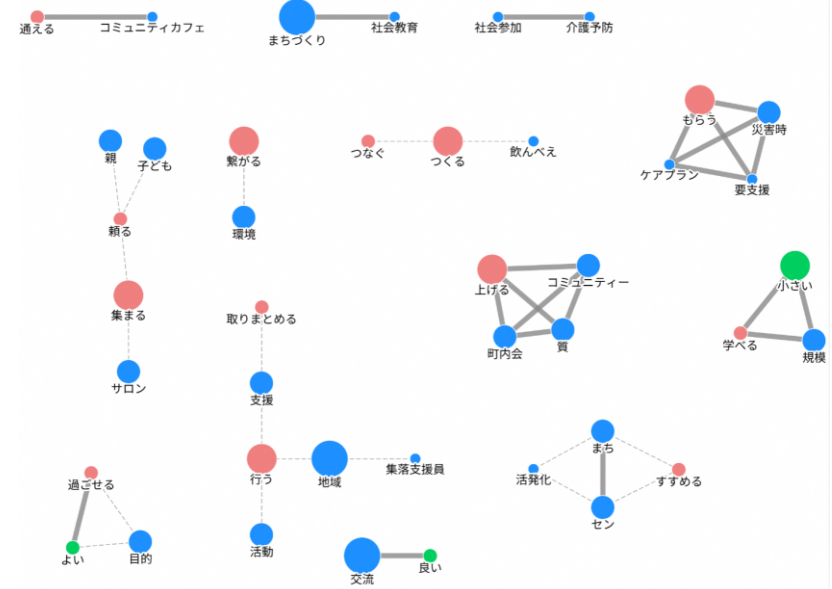 通える
コミュニティカフェ
まちづくり
社会教育
社会参加
介護予防
もらう
災害時
ケアプラン
要支援
親
子ども
頼る
集まる
サロン
繋がる
環境
つなぐ
つくる
飲んべえ
上げる
コミュニティー
町内会
質
小さい
学べる
規模
取りまとめる
支援
行う
地域
集落支援員
活動
まち
活発化
すすめる
セン
過ごせる
よい
目的
交流
良い